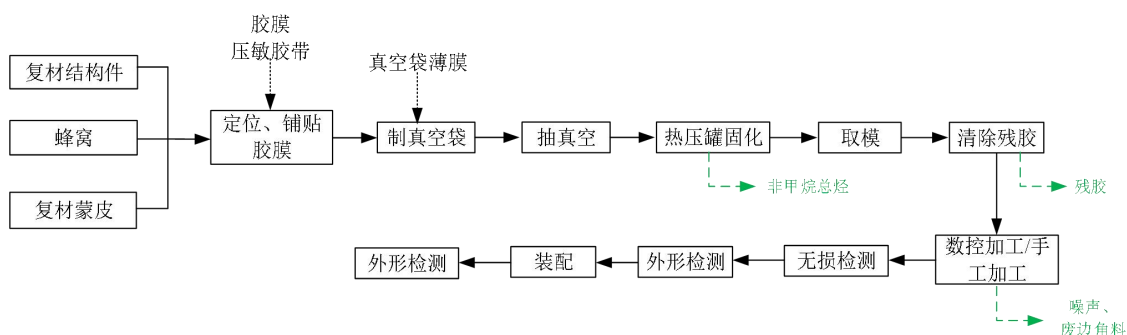 胶膜
压敏胶带
复材结构件
真空袋薄膜
蜂窝
定位、铺贴
胶膜
制真空袋
抽真空
热压罐固化
取模
清除残胶
非甲烷总烃
残胶
复材蒙皮
数控加工/手
工加工
外形检测
装配
外形检测
无损检测
噪声、
废边角料